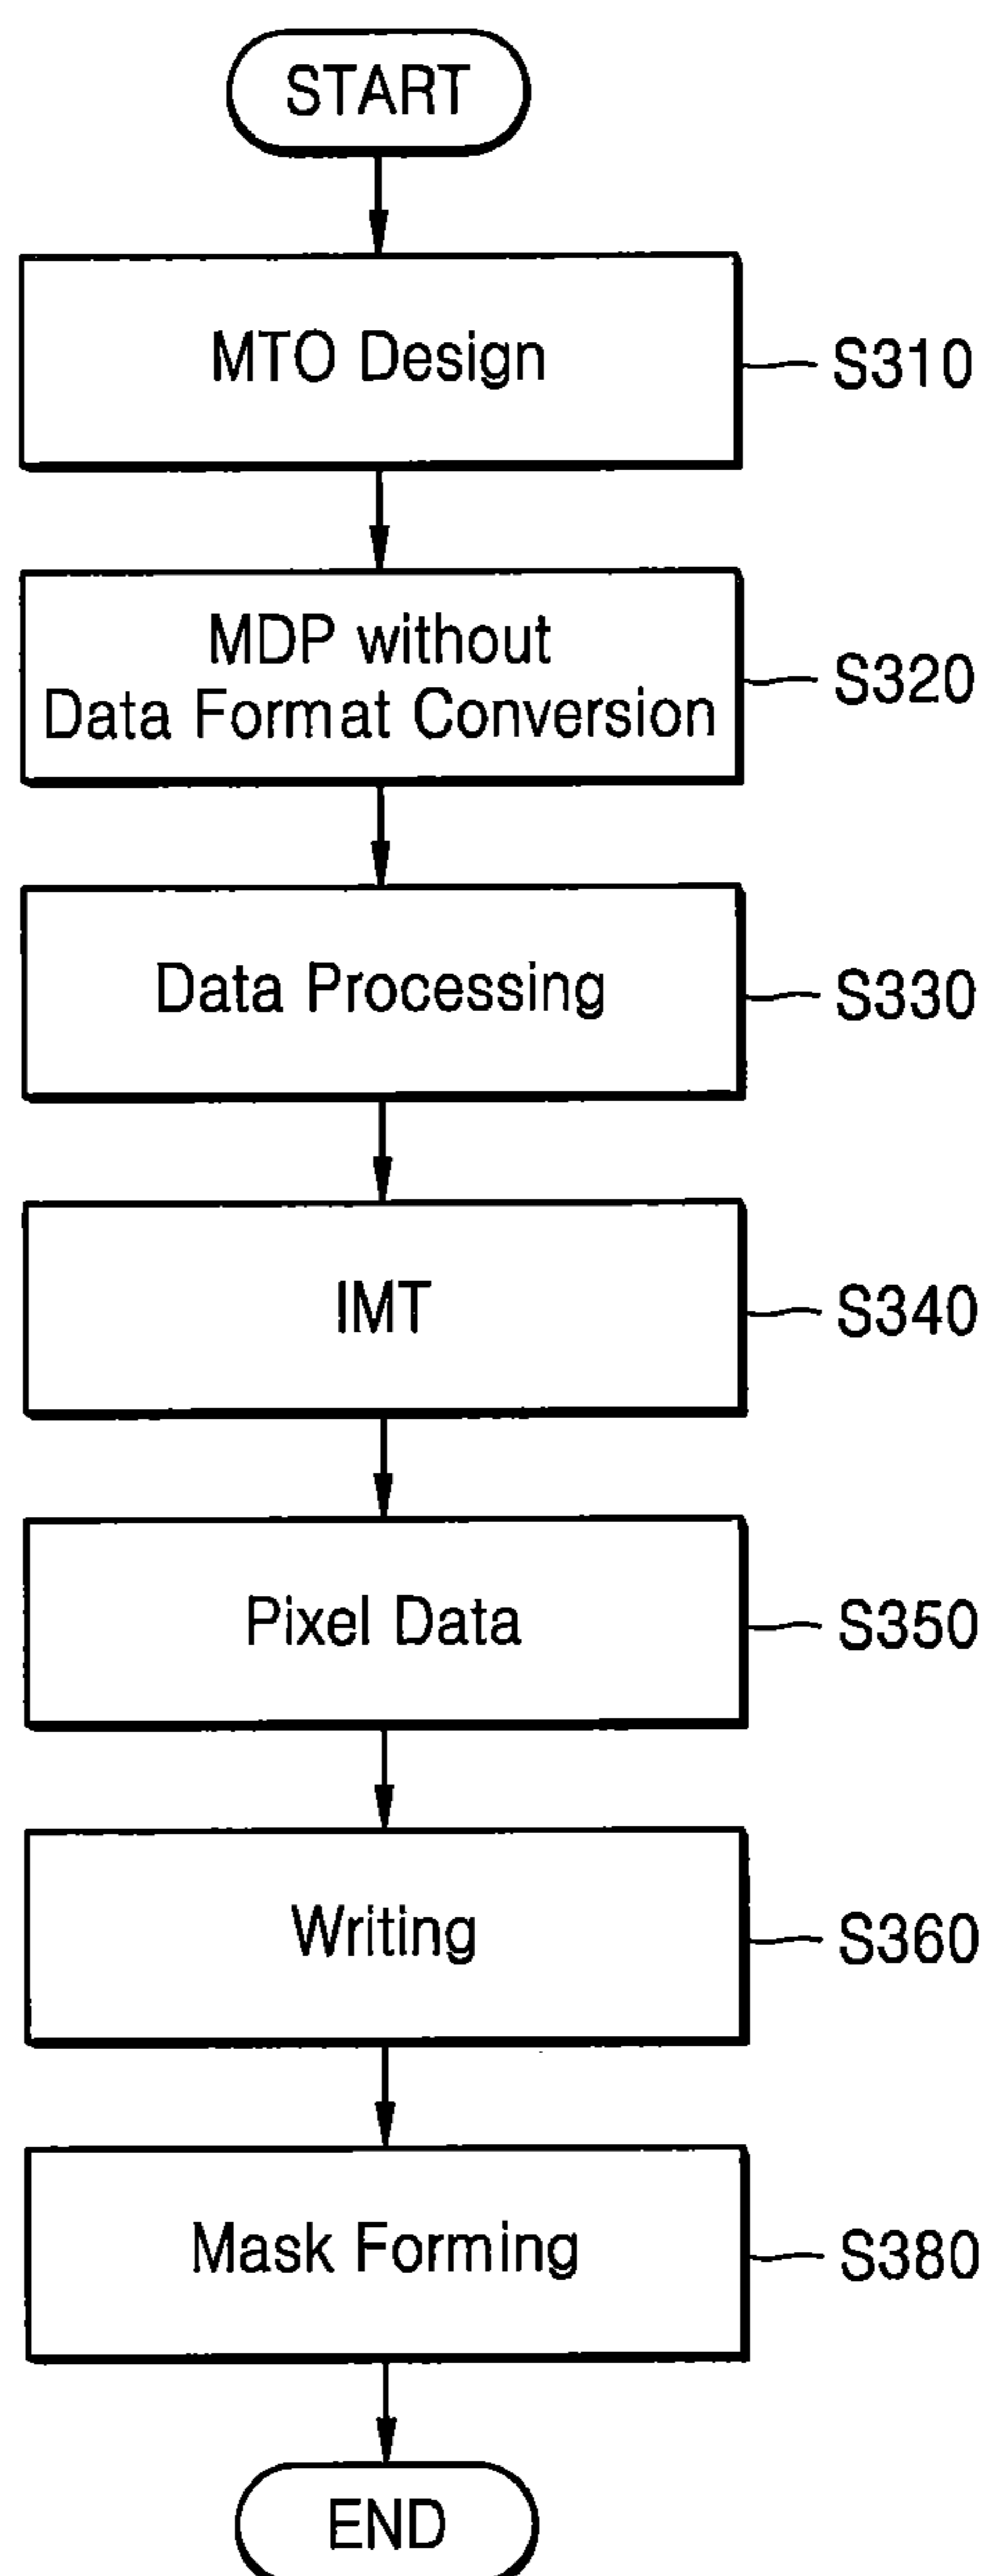 START
MTO Design
S310
MDP without
Data Format Conversion
S320
Data Processing
S330
IMT
S340
Pixel Data
S350
Writing
S360
Mask Forming
S380
END